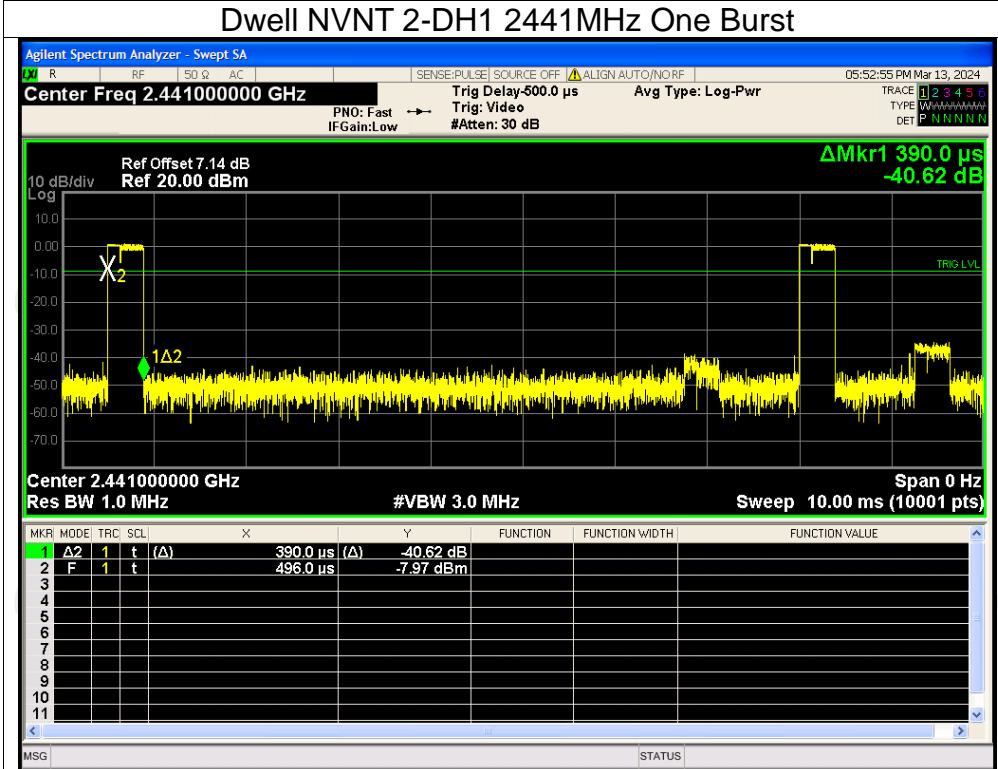 Dwell NVNT 2-DH1 2441MHz One Burst
Agilent Spectrum Analyzer - Swept SA
LXI R RF 50 Ω AC SENSE:PULSE SOURCE OFF ALIGN AUTO/NO RF 05:52:55 PM Mar 13, 2024
Center Freq 2.441000000 GHz
PNO: Fast
IFGain:Low
Trig Delay-500.0 µs
Trig: Video
#Atten: 30 dB
Avg Type: Log-Pwr
TRACE 1 2 3 4 5 6
TYPE
DET P N N N N N
ΔMkr1 390.0 µs
-40.62 dB
Ref Offset 7.14 dB
10 dB/div Ref 20.00 dBm
Log
10.0
0.00
-10.0
-20.0
-30.0
-40.0
-50.0
-60.0
-70.0
TRIG LVL
X2
1Δ2
Center 2.441000000 GHz Span 0 Hz
Res BW 1.0 MHz #VBW 3.0 MHz Sweep 10.00 ms (10001 pts)
MKR MODE TRC SCL X Y FUNCTION FUNCTION WIDTH FUNCTION VALUE
1 Δ2 1 t (Δ) 390.0 µs (Δ) -40.62 dB
2 F 1 t 496.0 µs -7.97 dBm
3
4
5
6
7
8
9
10
11
MSG STATUS